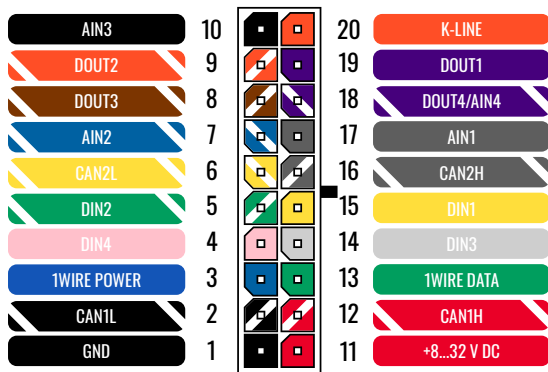 AIN3 10 20 K-LINE
DOUT2 9 19 DOUT1
DOUT3 8 18 DOUT4/AIN4
AIN2 7 17 AIN1
CAN2L 6 16 CAN2H
DIN2 5 15 DIN1
DIN4 4 14 DIN3
1WIRE POWER 3 13 1WIRE DATA
CAN1L 2 12 CAN1H
GND 1 11 +8...32 V DC